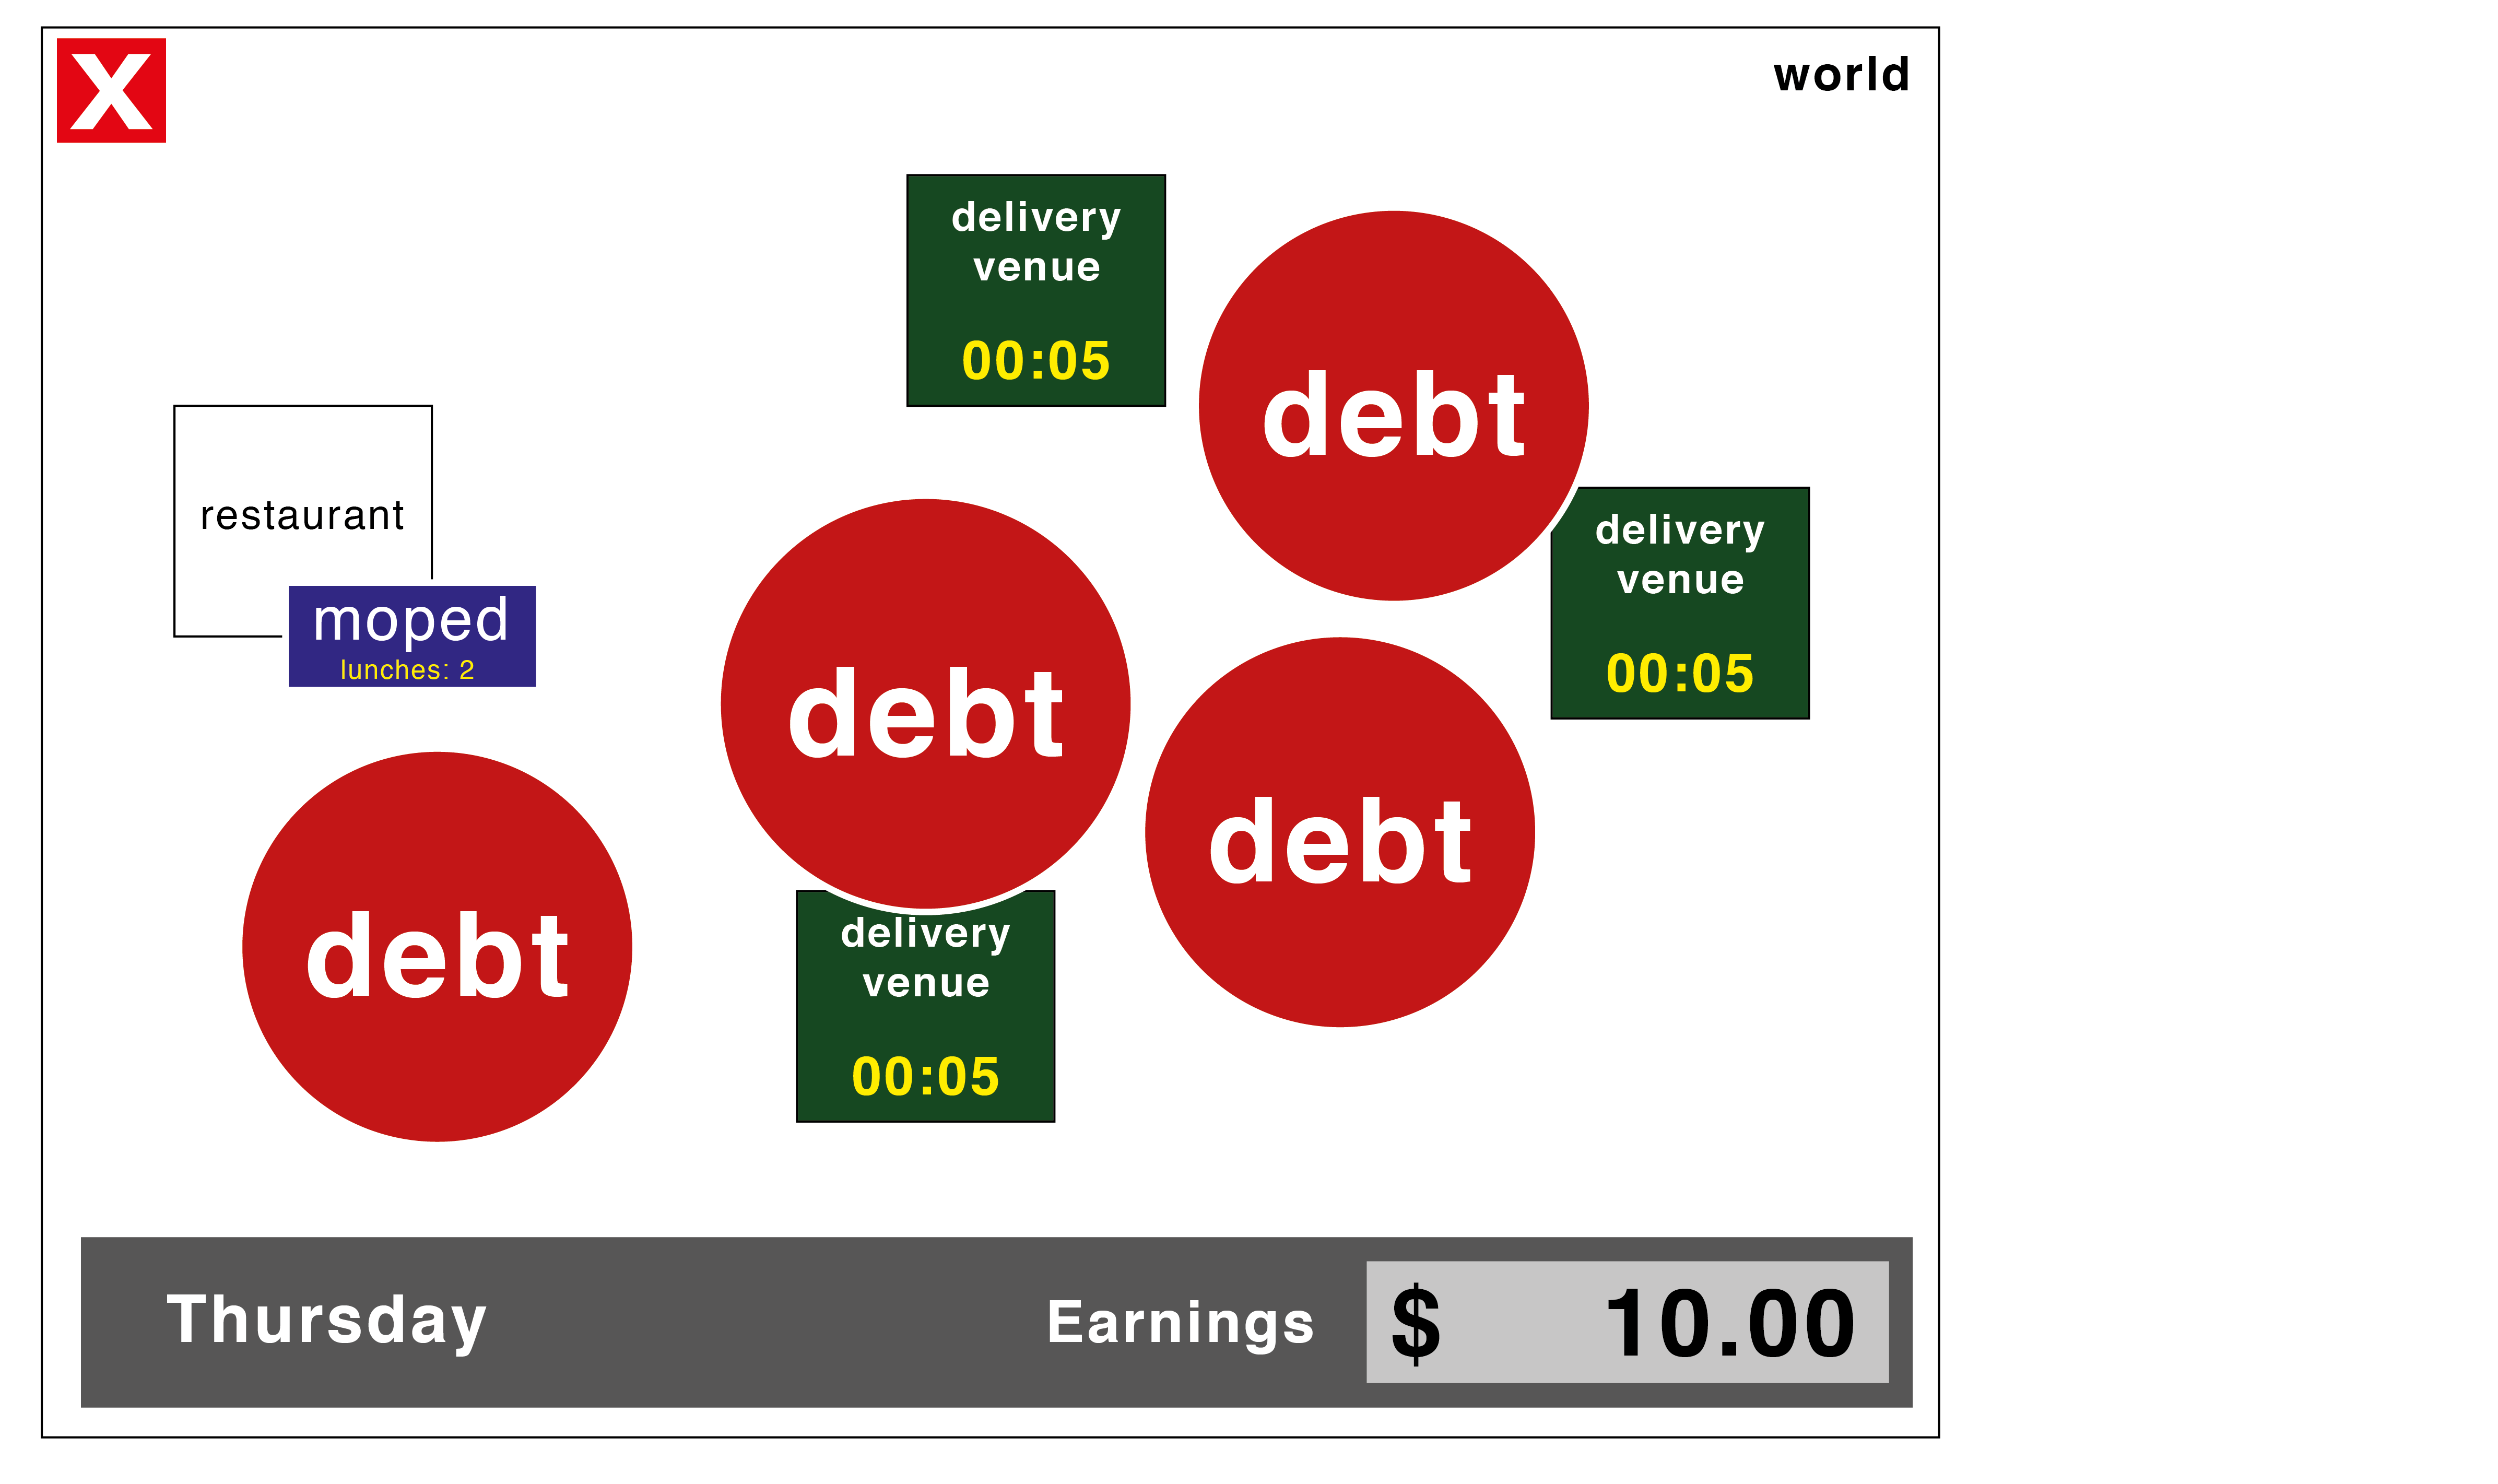 X
world
delivery
venue
00:05
debt
restaurant
delivery
venue
00:05
moped
lunches: 2
debt
debt
debt
delivery
venue
00:05
Thursday
Earnings
$ 10.00